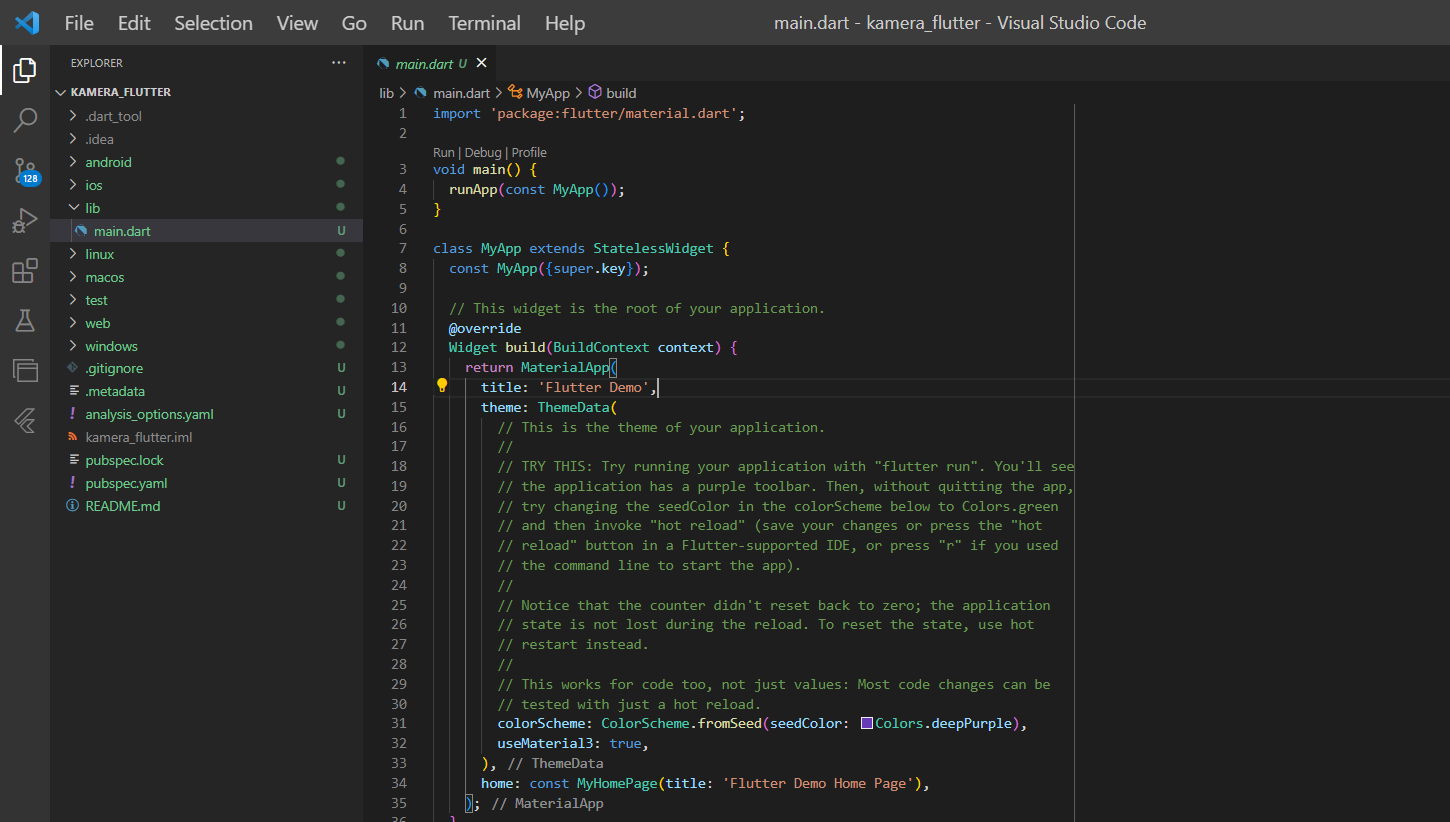 File Edit Selection View Go Run Terminal Help main.dart - kamera_flutter - Visual Studio Code
EXPLORER ···
KAMERA_FLUTTER
.dart_tool
.idea
android
ios
128
lib
main.dart U
linux
macos
test
web
windows
.gitignore U
.metadata U
! analysis_options.yaml U
kamera_flutter.iml
pubspec.lock U
! pubspec.yaml U
README.md U
main.dart U
lib > main.dart > MyApp > build
1 import 'package:flutter/material.dart';
2
Run | Debug | Profile
3 void main() {
4 runApp(const MyApp());
5 }
6
7 class MyApp extends StatelessWidget {
8 const MyApp({super.key});
9
10 // This widget is the root of your application.
11 @override
12 Widget build(BuildContext context) {
13 return MaterialApp(
14 title: 'Flutter Demo',
15 theme: ThemeData(
16 // This is the theme of your application.
17 //
18 // TRY THIS: Try running your application with "flutter run". You'll see
19 // the application has a purple toolbar. Then, without quitting the app,
20 // try changing the seedColor in the colorScheme below to Colors.green
21 // and then invoke "hot reload" (save your changes or press the "hot
22 // reload" button in a Flutter-supported IDE, or press "r" if you used
23 // the command line to start the app).
24 //
25 // Notice that the counter didn't reset back to zero; the application
26 // state is not lost during the reload. To reset the state, use hot
27 // restart instead.
28 //
29 // This works for code too, not just values: Most code changes can be
30 // tested with just a hot reload.
31 colorScheme: ColorScheme.fromSeed(seedColor: Colors.deepPurple),
32 useMaterial3: true,
33 ), // ThemeData
34 home: const MyHomePage(title: 'Flutter Demo Home Page'),
35 ); // MaterialApp
36 }